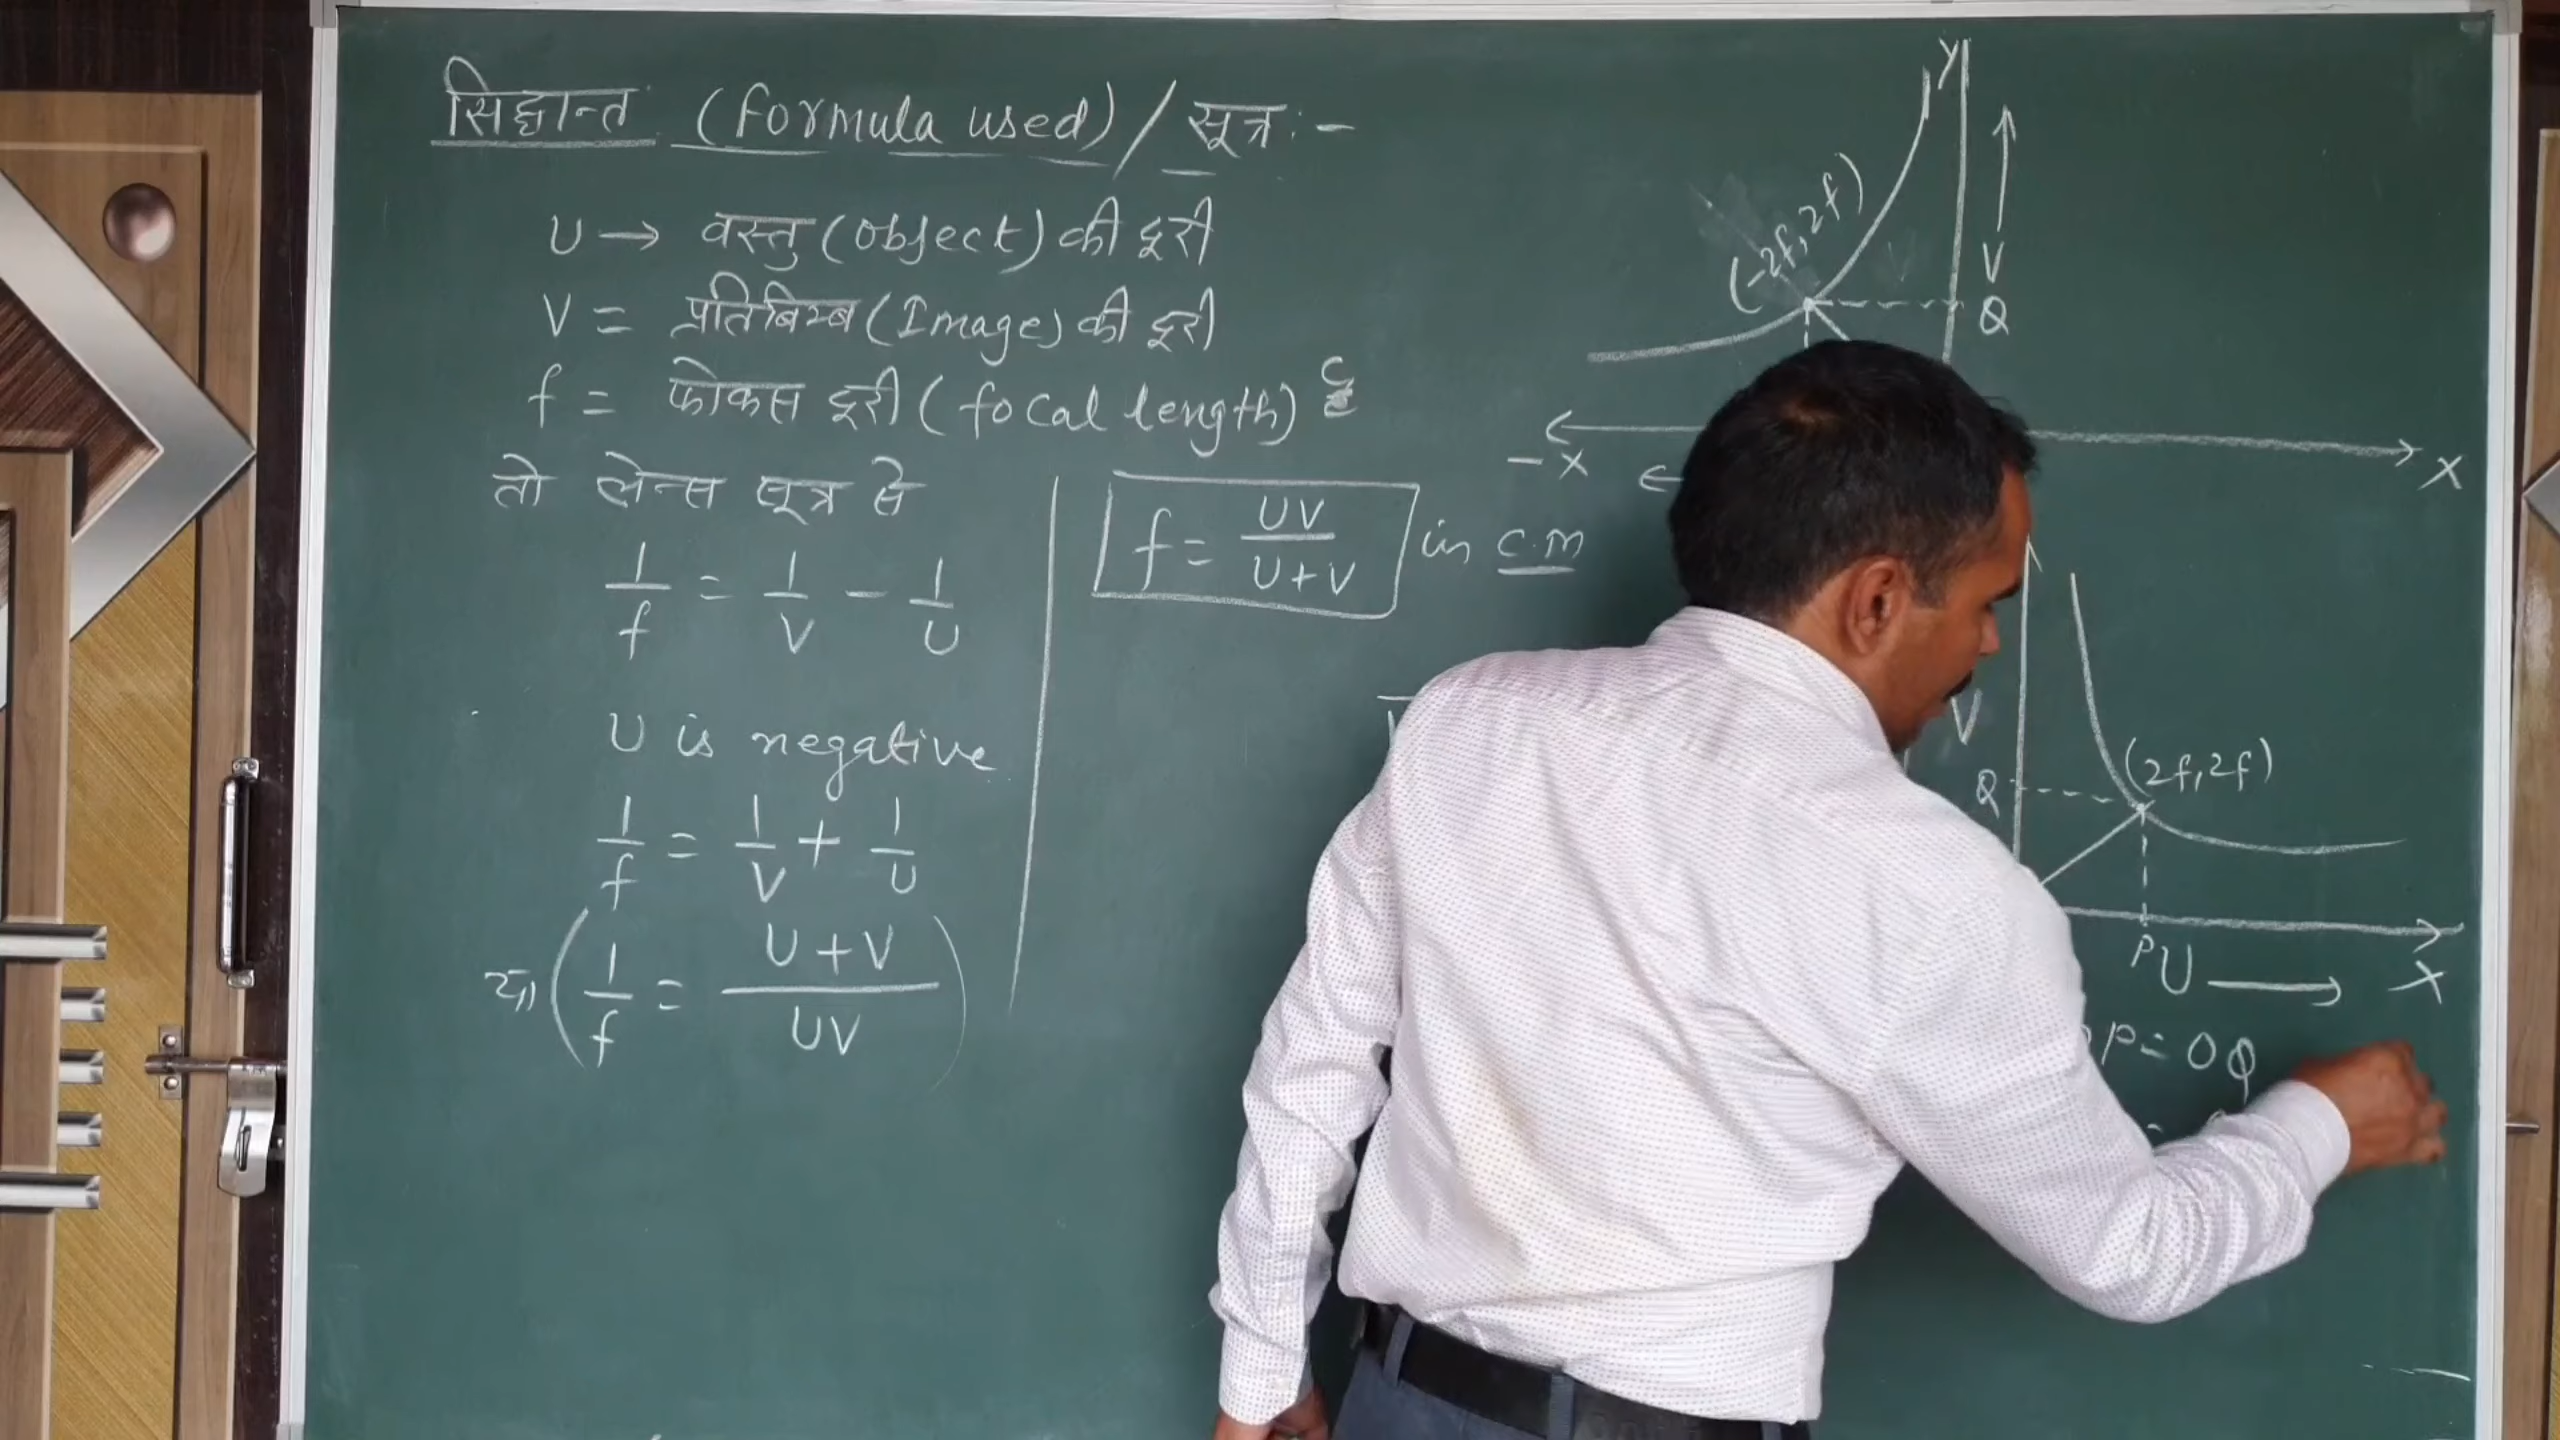 सिद्धान्त (formula used) / सूत्र :-
U → वस्तु (object) की दूरी
V = प्रतिबिम्ब (Image) की दूरी
f = फोकस दूरी (focal length)
तो लेन्स सूत्र से
1/f = 1/V - 1/U
U is negative
1/f = 1/V + 1/U
या (1/f = (U+V)/UV)
f = UV/(U+V) in c.m
Y
(-2f, 2f)
V
Q
-X
X
V
Q
(2f, 2f)
P
U →
X
P = OQ